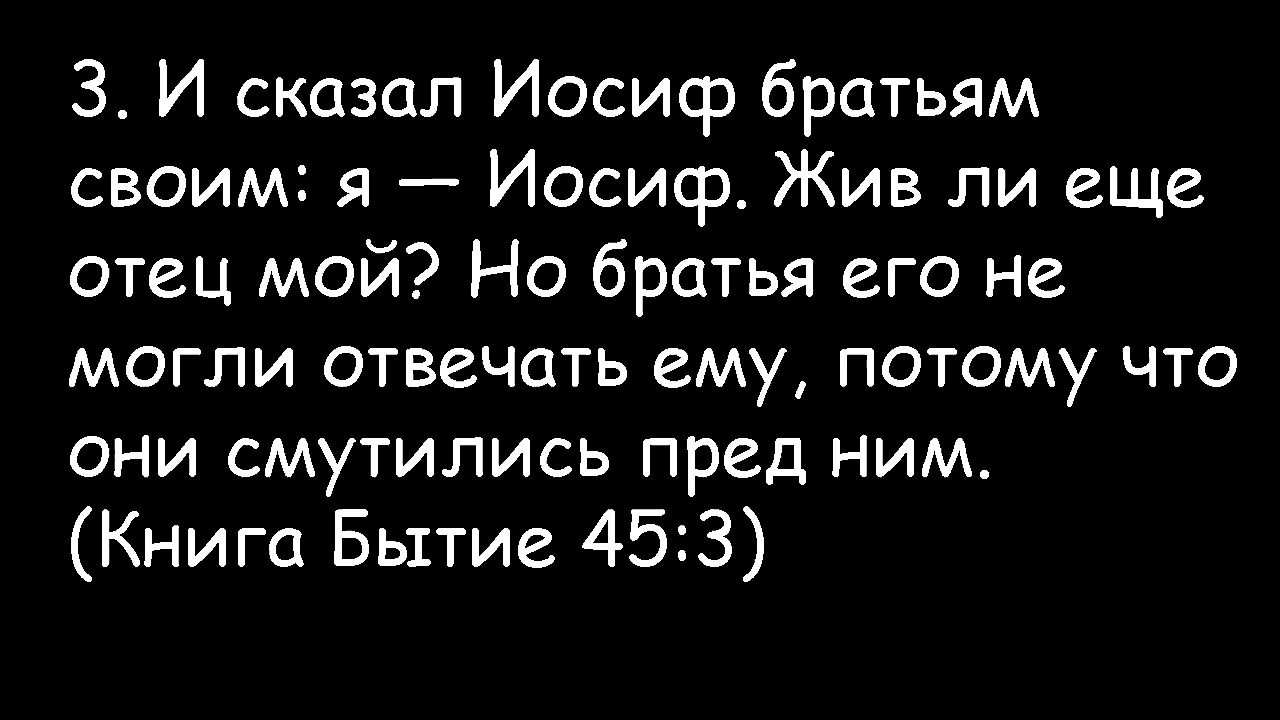 3. И сказал Иосиф братьям
своим: я — Иосиф. Жив ли еще
отец мой? Но братья его не
могли отвечать ему, потому что
они смутились пред ним.
(Книга Бытие 45:3)